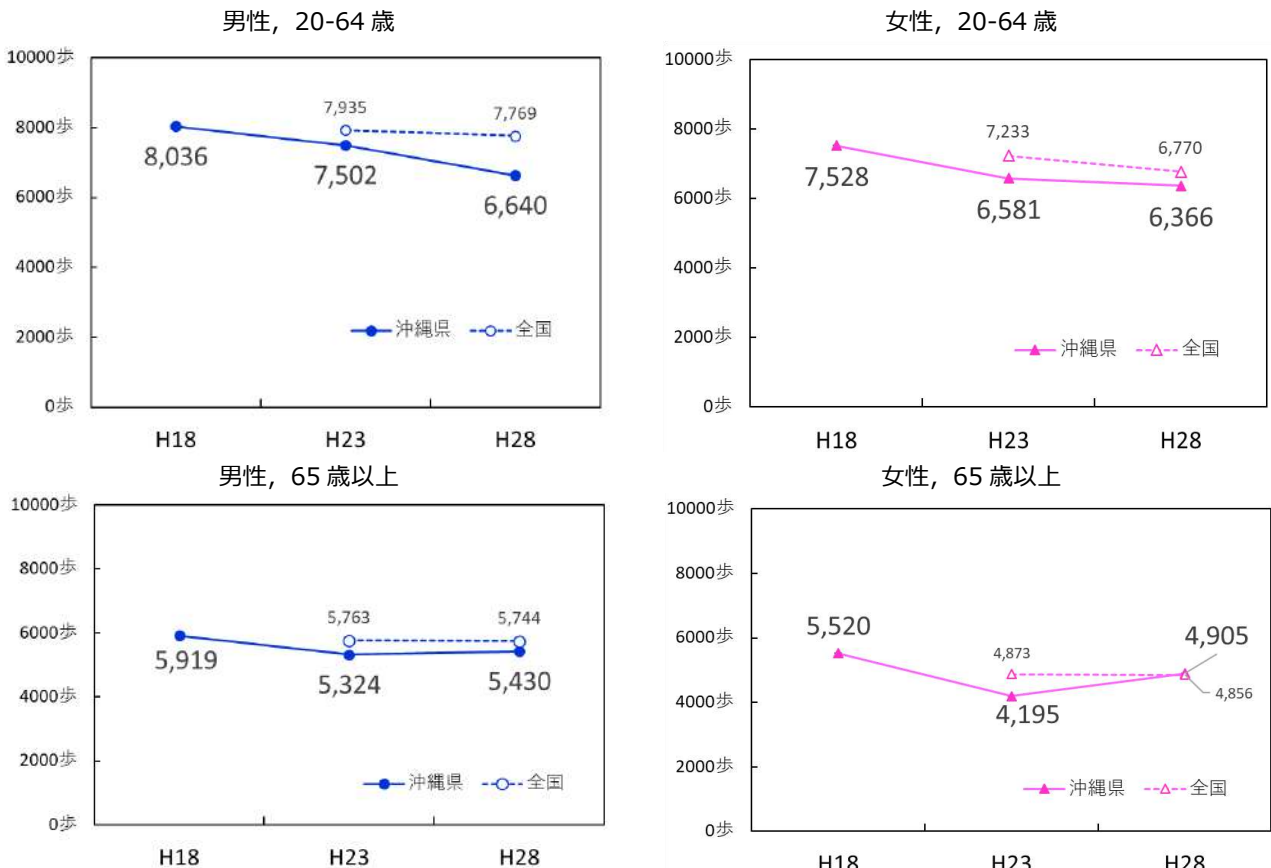 男性，20-64 歳
10000歩
8000歩
6000歩
4000歩
2000歩
0歩
7,935
7,769
8,036
7,502
6,640
沖縄県
全国
H18
H23
H28
女性，20-64 歳
10000歩
8000歩
6000歩
4000歩
2000歩
0歩
7,233
6,770
7,528
6,581
6,366
沖縄県
全国
H18
H23
H28
男性，65 歳以上
10000歩
8000歩
6000歩
4000歩
2000歩
0歩
5,763
5,744
5,919
5,324
5,430
沖縄県
全国
H18
H23
H28
女性，65 歳以上
10000歩
8000歩
6000歩
4000歩
2000歩
0歩
5,520
4,873
4,905
4,195
4,856
沖縄県
全国
H18
H23
H28